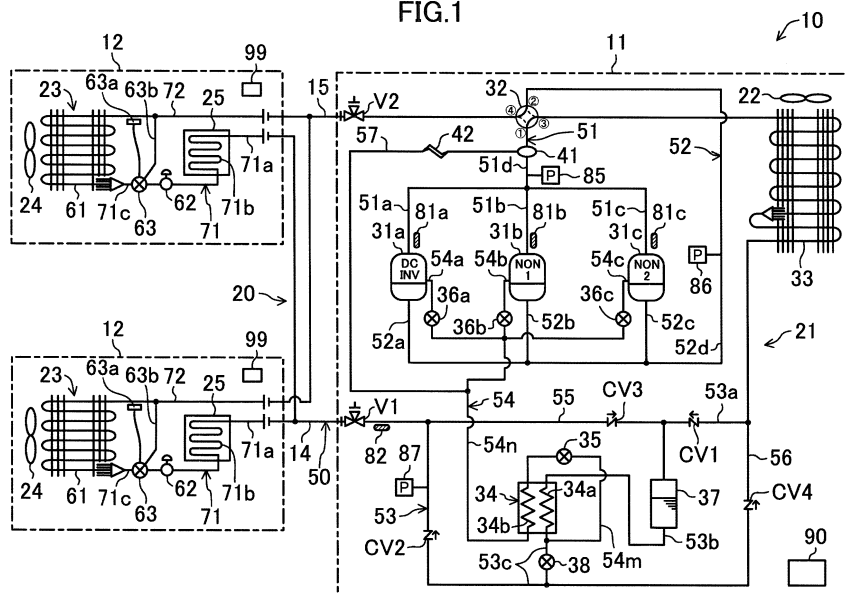 FIG.1
10
12
99
11
23
63a
63b
72
25
15
V2
32
②
④
③
①
51
22
57
42
41
52
71a
51d
P
85
24
61
71c
63
62
71
71b
51a
51b
51c
81a
81b
81c
31a
31b
31c
DC
INV
NON
1
NON
2
54a
54b
54c
P
86
33
20
36a
36b
36c
52a
52b
52c
52d
21
12
99
23
63a
63b
72
25
71a
14
50
V1
82
54
55
CV3
53a
CV1
24
61
71c
63
62
71
71b
87
P
54n
35
56
53
34
34a
34b
37
CV4
CV2
53c
38
54m
53b
90